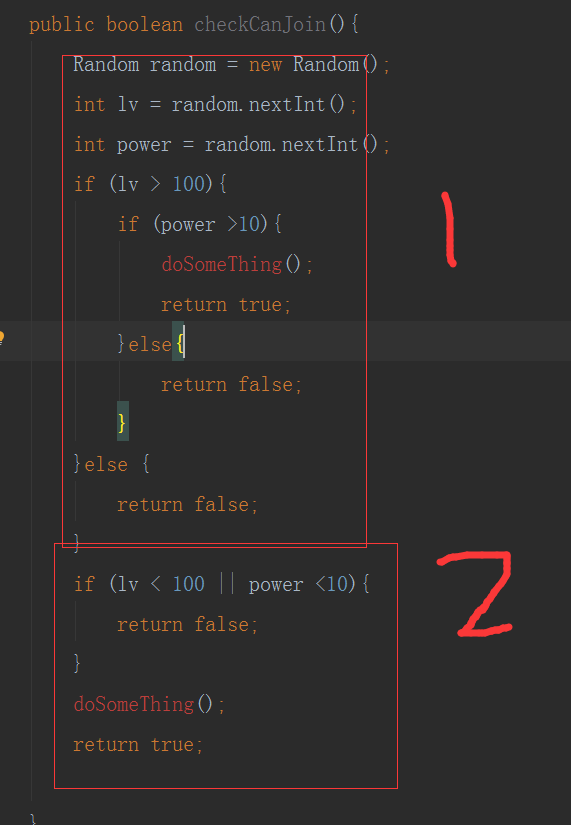 public boolean checkCanJoin(){
Random random = new Random();
int lv = random.nextInt();
int power = random.nextInt();
if (lv > 100){
if (power >10){
doSomeThing();
return true;
}else{
return false;
}
}else {
return false;
}
1
if (lv < 100 || power <10){
return false;
}
doSomeThing();
return true;
2
}